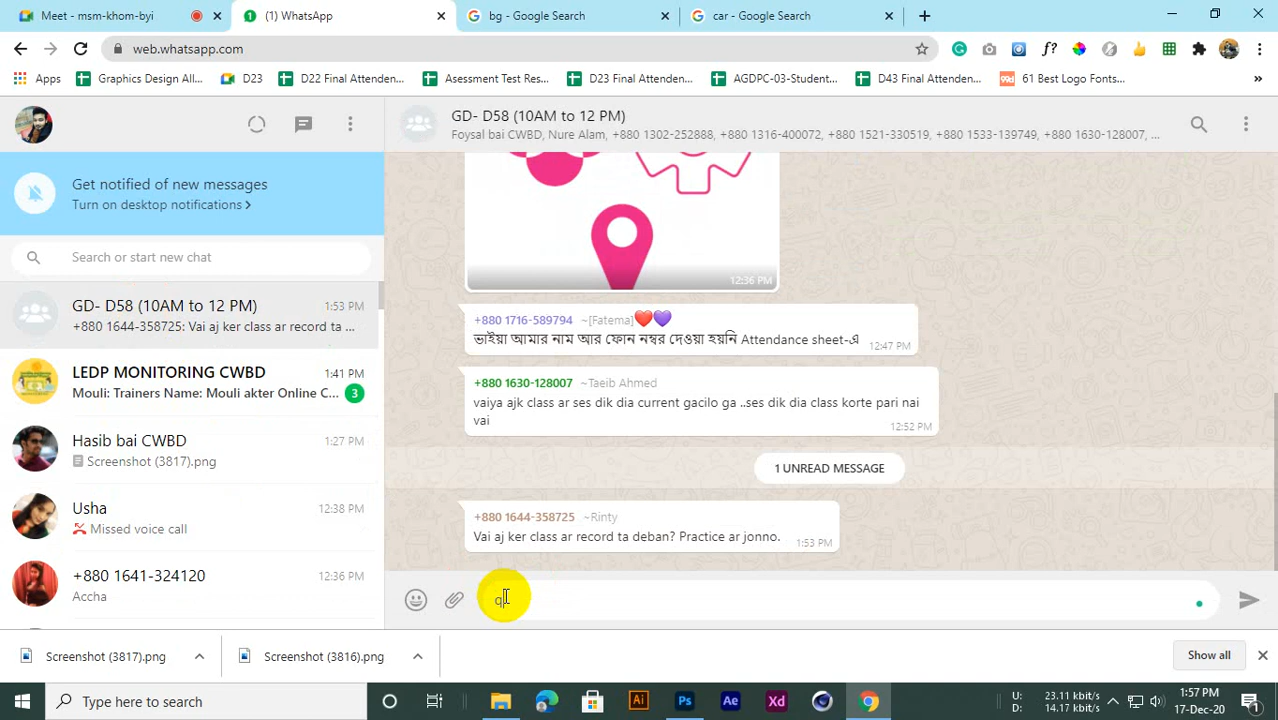 Meet - msm-khom-byi
(1) WhatsApp
bg - Google Search
car - Google Search
web.whatsapp.com
Apps
Graphics Design All...
D23
D22 Final Attenden...
Asessment Test Res...
D23 Final Attenden...
AGDPC-03-Student...
D43 Final Attenden...
61 Best Logo Fonts...
GD- D58 (10AM to 12 PM)
Foysal bai CWBD, Nure Alam, +880 1302-252888, +880 1316-400072, +880 1521-330519, +880 1533-139749, +880 1630-128007, ...
Get notified of new messages
Turn on desktop notifications
Search or start new chat
GD- D58 (10AM to 12 PM)
1:53 PM
+880 1644-358725: Vai aj ker class ar record ta ...
LEDP MONITORING CWBD
1:41 PM
Mouli: Trainers Name: Mouli akter Online C...
3
Hasib bai CWBD
1:27 PM
Screenshot (3817).png
Usha
12:38 PM
Missed voice call
+880 1641-324120
12:36 PM
Accha
12:36 PM
+880 1716-589794 ~[Fatema]
ভাইয়া আমার নাম আর ফোন নম্বর দেওয়া হয়নি Attendance sheet-এ
12:47 PM
+880 1630-128007 ~Taeib Ahmed
vaiya ajk class ar ses dik dia current gacilo ga ..ses dik dia class korte pari nai
vai
12:52 PM
1 UNREAD MESSAGE
+880 1644-358725 ~Rinty
Vai aj ker class ar record ta deban? Practice ar jonno.
1:53 PM
q
Screenshot (3817).png
Screenshot (3816).png
Show all
Type here to search
Ai
Ps
Ae
Xd
U: 23.11 kbit/s
D: 14.17 kbit/s
1:57 PM
17-Dec-20
1